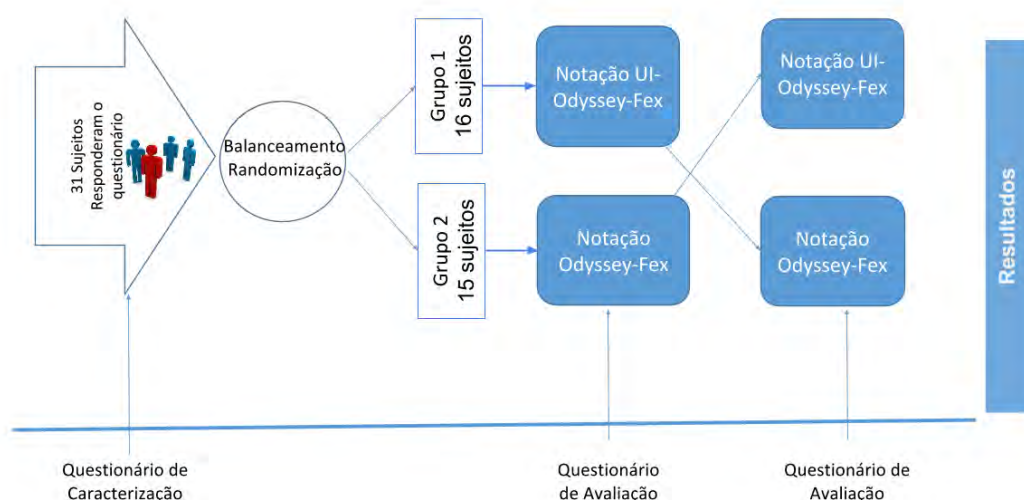 31 Sujeitos
Responderam o
questionário
Balanceamento
Randomização
Grupo 1
16 sujeitos
Grupo 2
15 sujeitos
Notação UI-
Odyssey-Fex
Notação
Odyssey-Fex
Notação UI-
Odyssey-Fex
Notação
Odyssey-Fex
Resultados
Questionário de
Caracterização
Questionário
de Avaliação
Questionário de
Avaliação